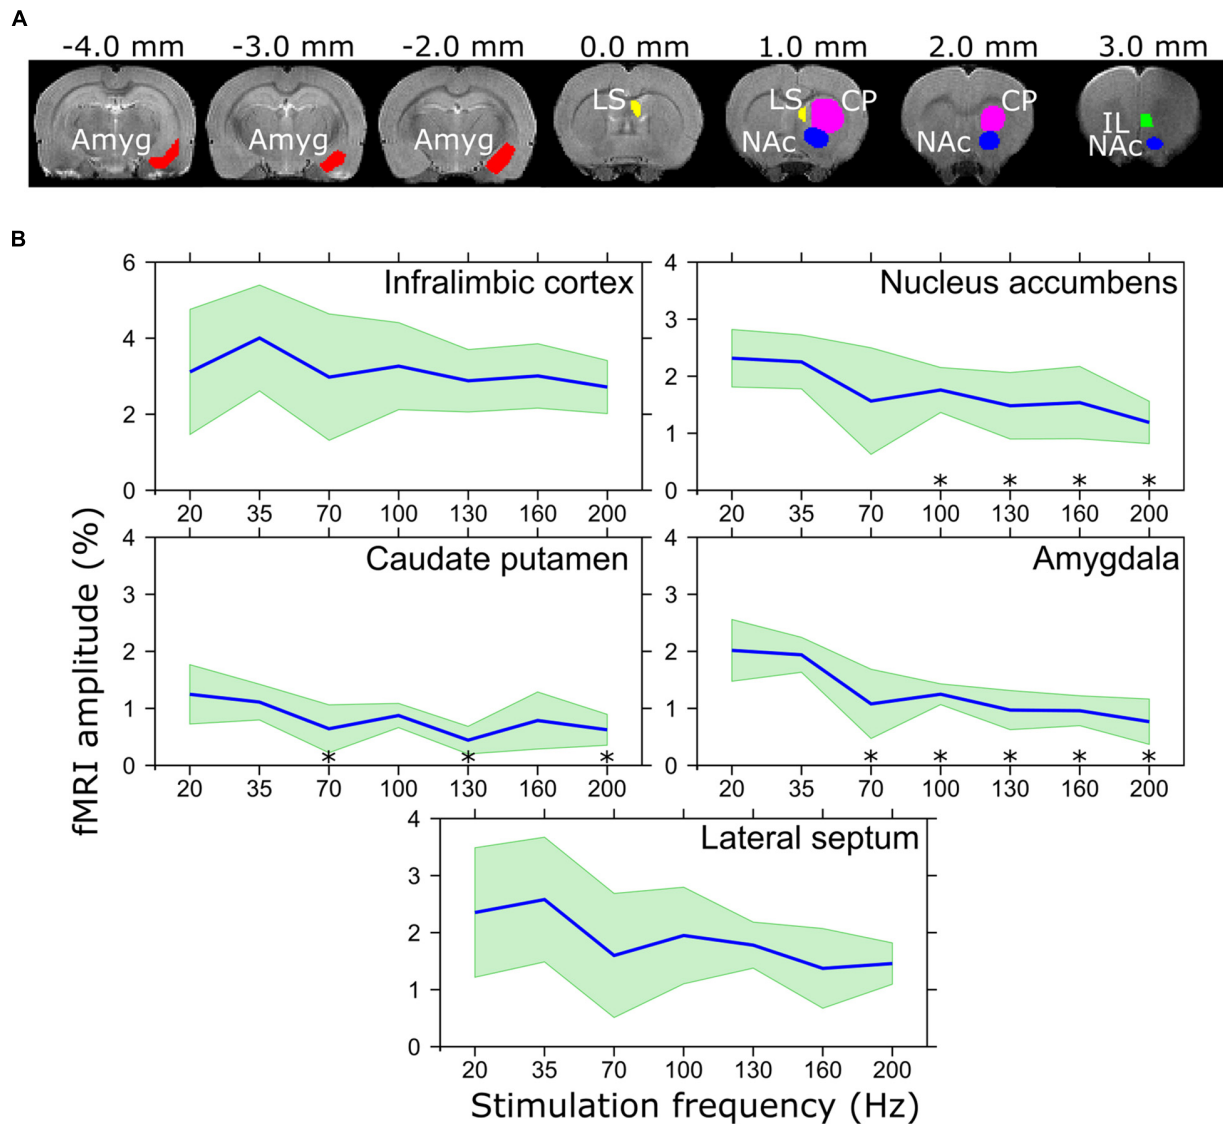 A
-4.0 mm -3.0 mm -2.0 mm 0.0 mm 1.0 mm 2.0 mm 3.0 mm
Amyg Amyg Amyg LS LS CP NAc CP NAc IL NAc
B
fMRI amplitude (%)
Infralimbic cortex
6
4
2
0
20 35 70 100 130 160 200
Nucleus accumbens
4
3
2
1
0
* * * *
20 35 70 100 130 160 200
Caudate putamen
4
3
2
1
0
* * *
20 35 70 100 130 160 200
Amygdala
4
3
2
1
0
* * * * *
20 35 70 100 130 160 200
Lateral septum
4
3
2
1
0
20 35 70 100 130 160 200
Stimulation frequency (Hz)